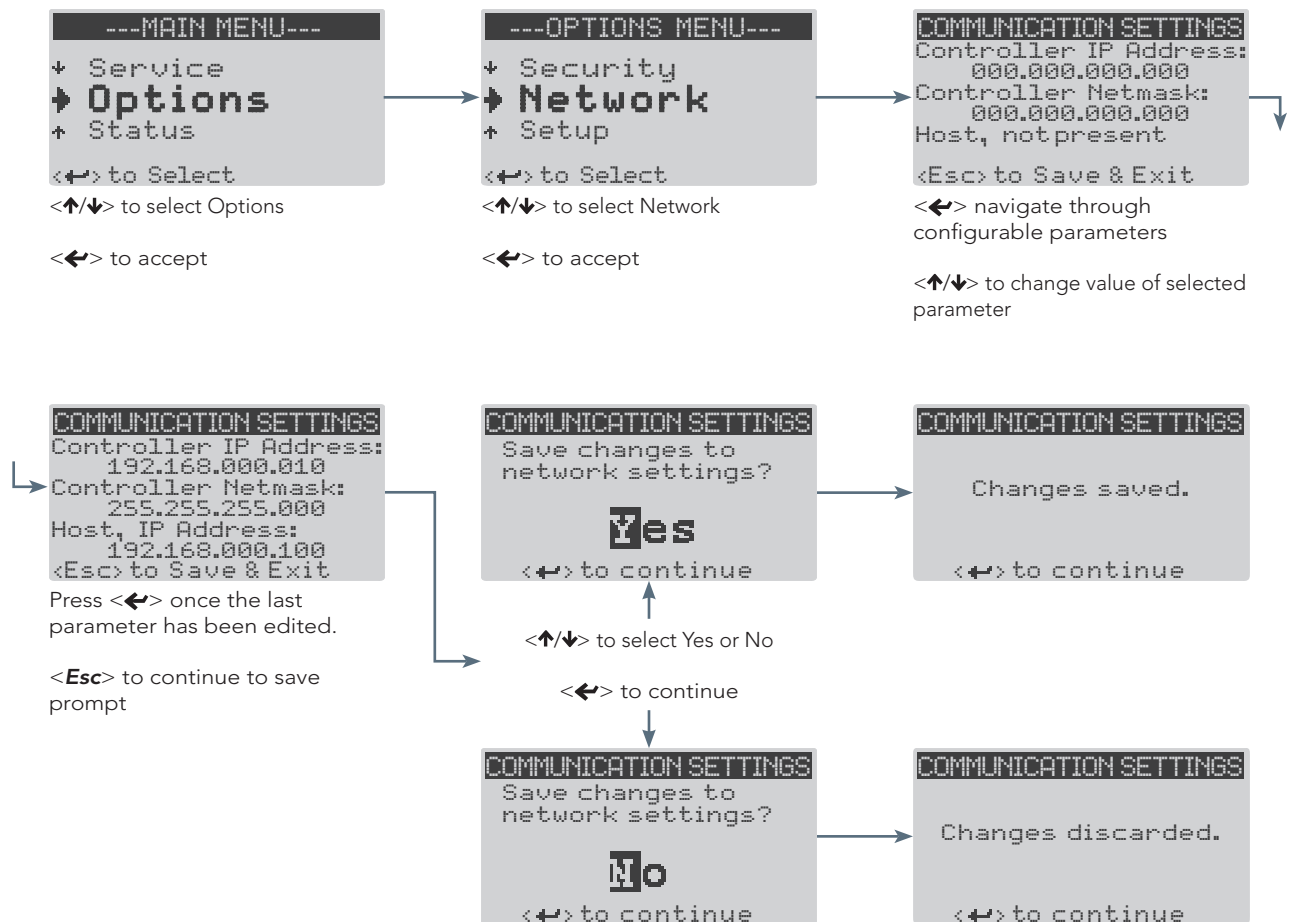 ---MAIN MENU---
↓ Service
→ Options
↑ Status
<↵> to Select
<↑/↓> to select Options
<↵> to accept
---OPTIONS MENU---
↓ Security
→ Network
↑ Setup
<↵> to Select
<↑/↓> to select Network
<↵> to accept
COMMUNICATION SETTINGS
Controller IP Address:
000.000.000.000
Controller Netmask:
000.000.000.000
Host, not present
<Esc> to Save & Exit
<↵> navigate through
configurable parameters
<↑/↓> to change value of selected
parameter
COMMUNICATION SETTINGS
Controller IP Address:
192.168.000.010
Controller Netmask:
255.255.255.000
Host, IP Address:
192.168.000.100
<Esc> to Save & Exit
Press <↵> once the last
parameter has been edited.
<Esc> to continue to save
prompt
COMMUNICATION SETTINGS
Save changes to
network settings?
Yes
<↵> to continue
COMMUNICATION SETTINGS
Changes saved.
<↵> to continue
<↑/↓> to select Yes or No
<↵> to continue
COMMUNICATION SETTINGS
Save changes to
network settings?
No
<↵> to continue
COMMUNICATION SETTINGS
Changes discarded.
<↵> to continue